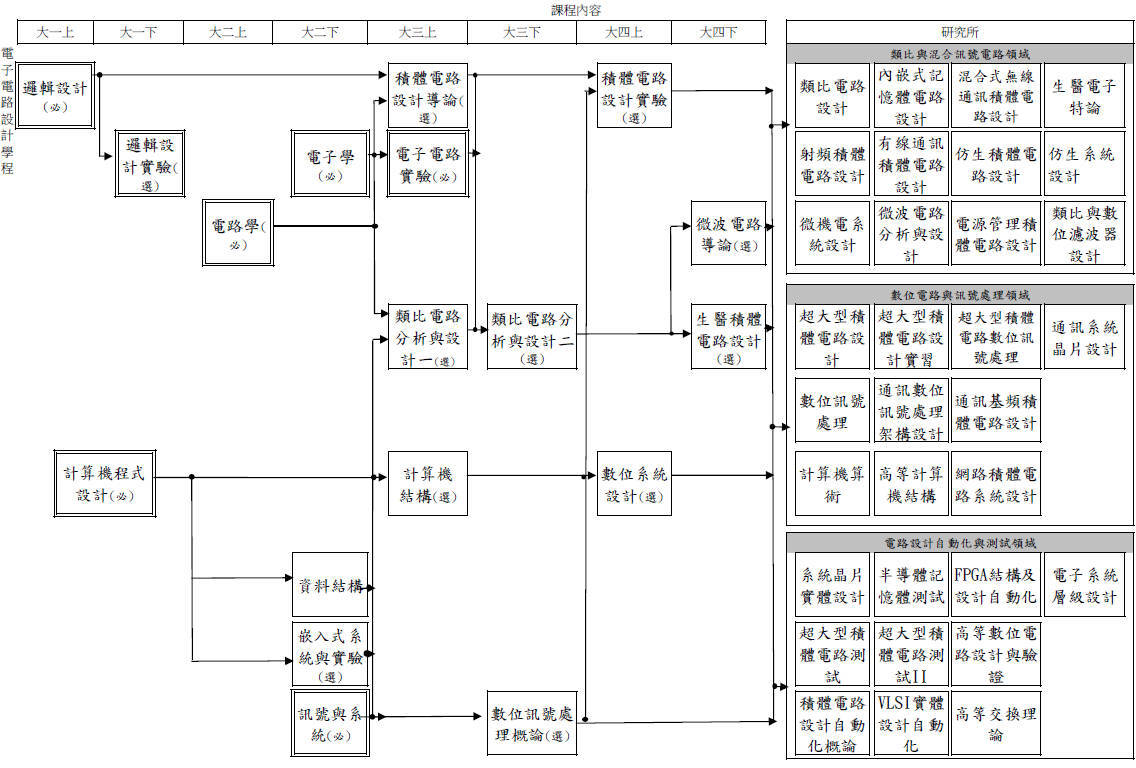 課程內容
大一上
大一下
大二上
大二下
大三上
大三下
大四上
大四下
研究所
電子電路設計學程
邏輯設計
(必)
邏輯設
計實驗(
選)
電路學(
必)
電子學
(必)
積體電路
設計導論(
選)
電子電路
實驗(必)
積體電路
設計實驗
(選)
微波電路
導論(選)
類比電路
分析與設
計一(選)
類比電路分
析與設計二
(選)
生醫積體
電路設計
(選)
計算機程式
設計(必)
計算機
結構(選)
數位系統
設計(選)
資料結構
嵌入式系
統與實驗
(選)
訊號與系
統(必)
數位訊號處
理概論(選)
類比與混合訊號電路領域
類比電路
設計
內嵌式記
憶體電路
設計
混合式無線
通訊積體電
路設計
生醫電子
特論
射頻積體
電路設計
有線通訊
積體電路
設計
仿生積體電
路設計
仿生系統
設計
微機電系
統設計
微波電路
分析與設
計
電源管理積
體電路設計
類比與數
位濾波器
設計
數位電路與訊號處理領域
超大型積
體電路設
計
超大型積
體電路設
計實習
超大型積體
電路數位訊
號處理
通訊系統
晶片設計
數位訊號
處理
通訊數位
訊號處理
架構設計
通訊基頻積
體電路設計
計算機算
術
高等計算
機結構
網路積體電
路系統設計
電路設計自動化與測試領域
系統晶片
實體設計
半導體記
憶體測試
FPGA結構及
設計自動化
電子系統
層級設計
超大型積
體電路測
試
超大型積
體電路測
試II
高等數位電
路設計與驗
證
積體電路
設計自動
化概論
VLSI實體
設計自動
化
高等交換理
論